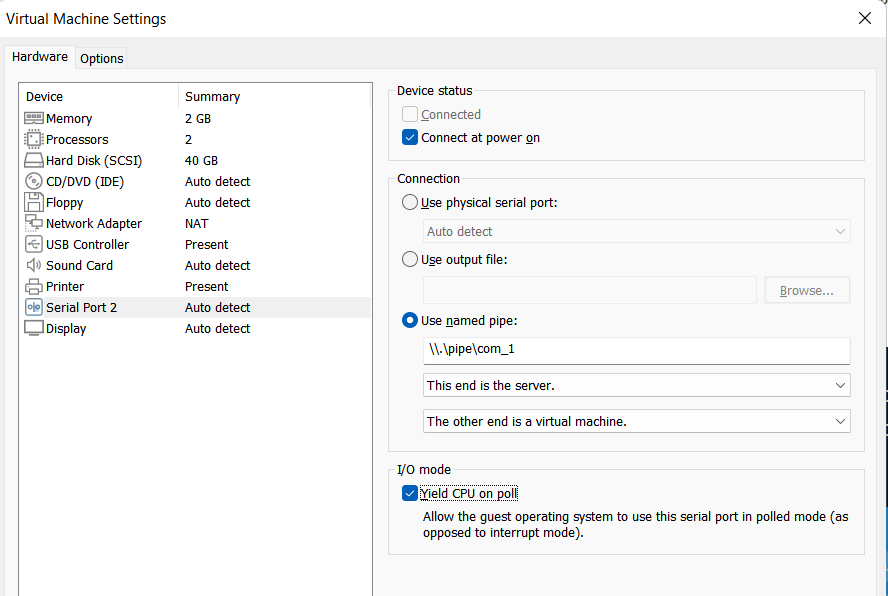 Virtual Machine Settings
Hardware Options
Device Summary
Memory 2 GB
Processors 2
Hard Disk (SCSI) 40 GB
CD/DVD (IDE) Auto detect
Floppy Auto detect
Network Adapter NAT
USB Controller Present
Sound Card Auto detect
Printer Present
Serial Port 2 Auto detect
Display Auto detect
Device status
Connected
Connect at power on
Connection
Use physical serial port:
Auto detect
Use output file:
Browse...
Use named pipe:
\\.\pipe\com_1
This end is the server.
The other end is a virtual machine.
I/O mode
Yield CPU on poll
Allow the guest operating system to use this serial port in polled mode (as
opposed to interrupt mode).